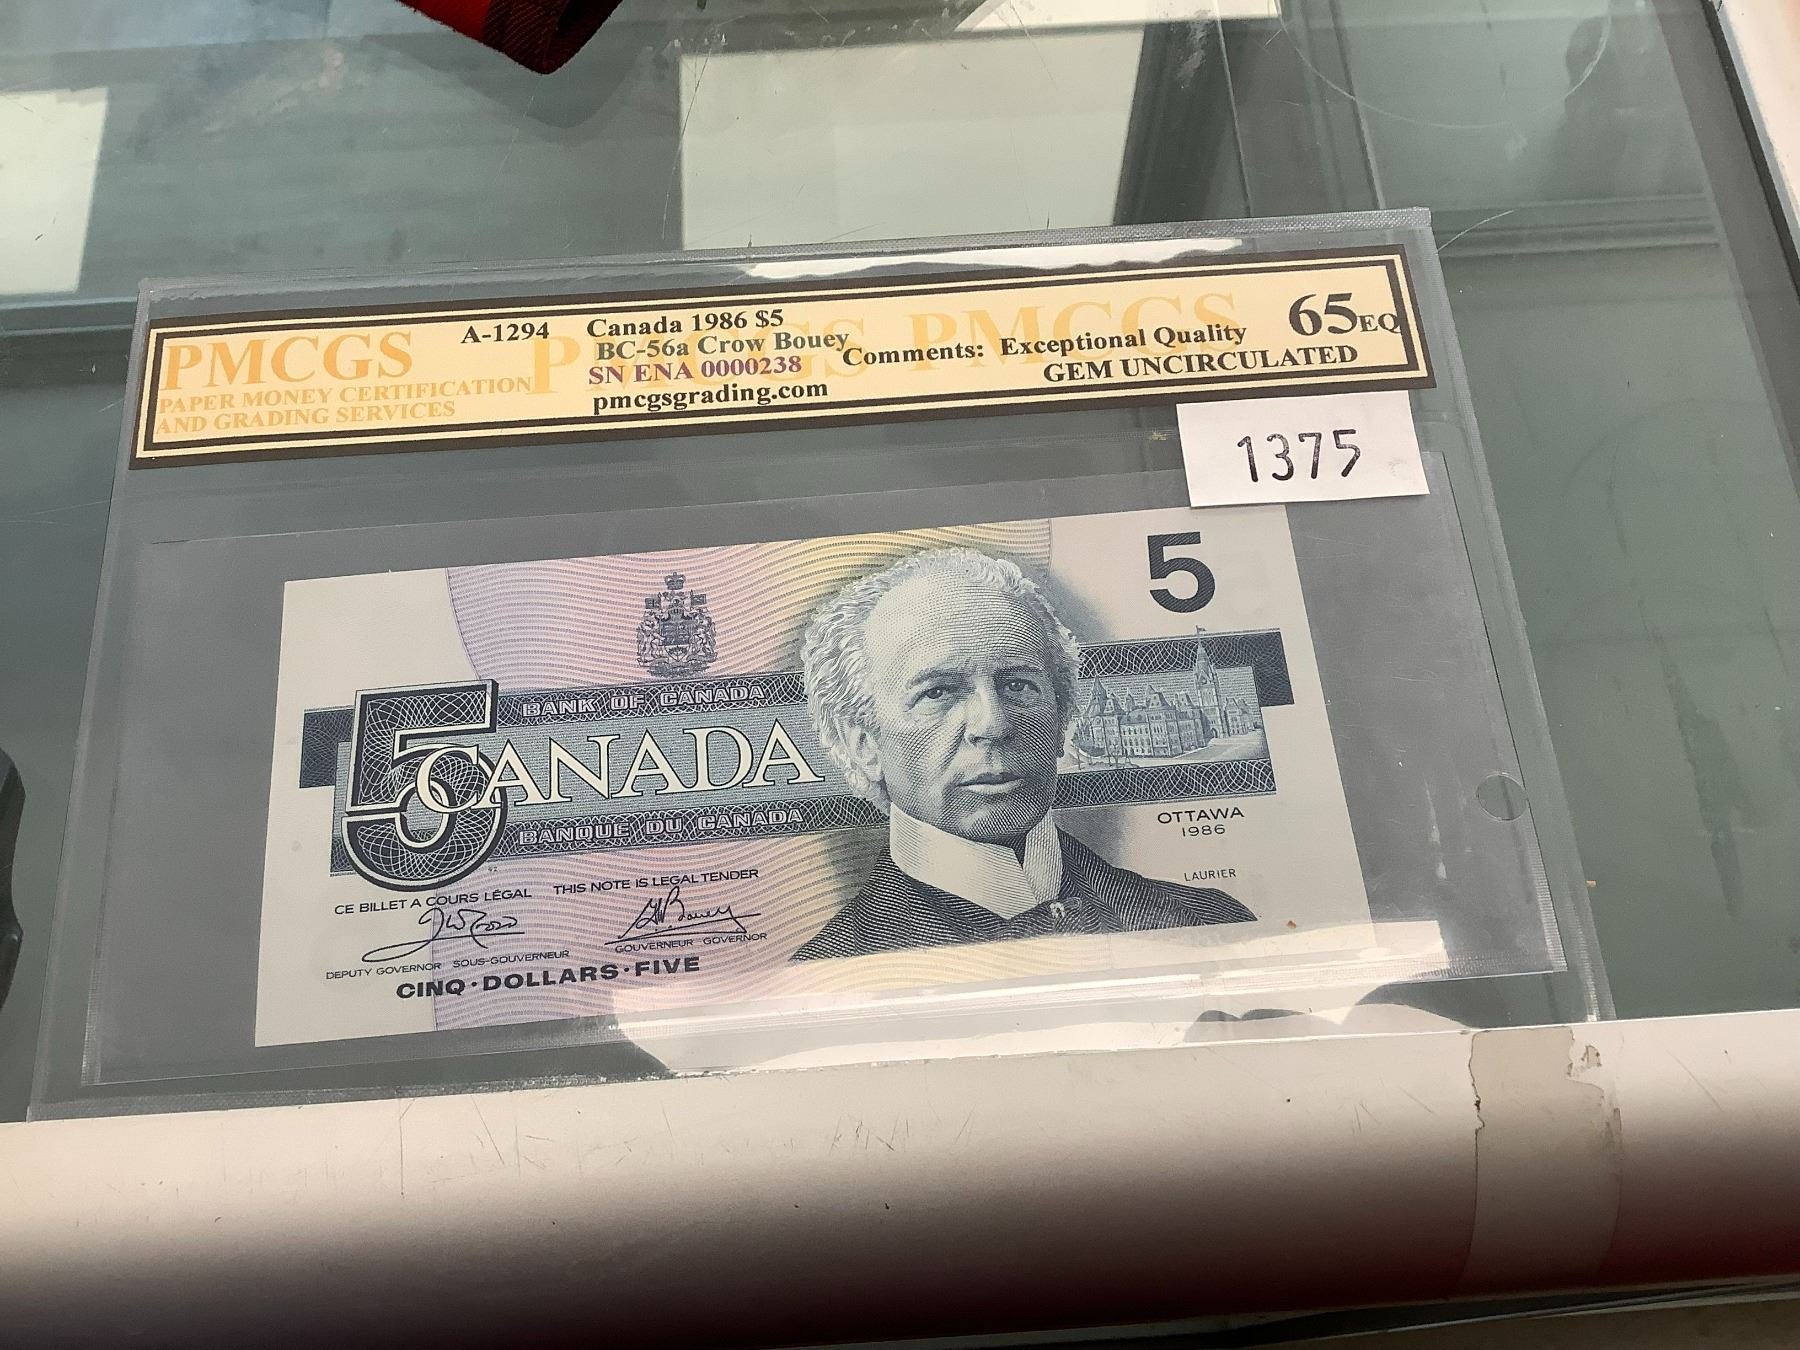 PMCGS
PAPER MONEY CERTIFICATION
AND GRADING SERVICES
A-1294
Canada 1986 $5
BC-56a Crow Bouey
SN ENA 0000238
pmcgsgrading.com
Comments: Exceptional Quality
GEM UNCIRCULATED
65EQ
PMCGS PMCGS
1375
5
BANK OF CANADA
5
CANADA
BANQUE DU CANADA
OTTAWA
1986
LAURIER
CE BILLET A COURS LÉGAL THIS NOTE IS LEGAL TENDER
DEPUTY GOVERNOR SOUS-GOUVERNEUR GOUVERNEUR GOVERNOR
CINQ·DOLLARS·FIVE